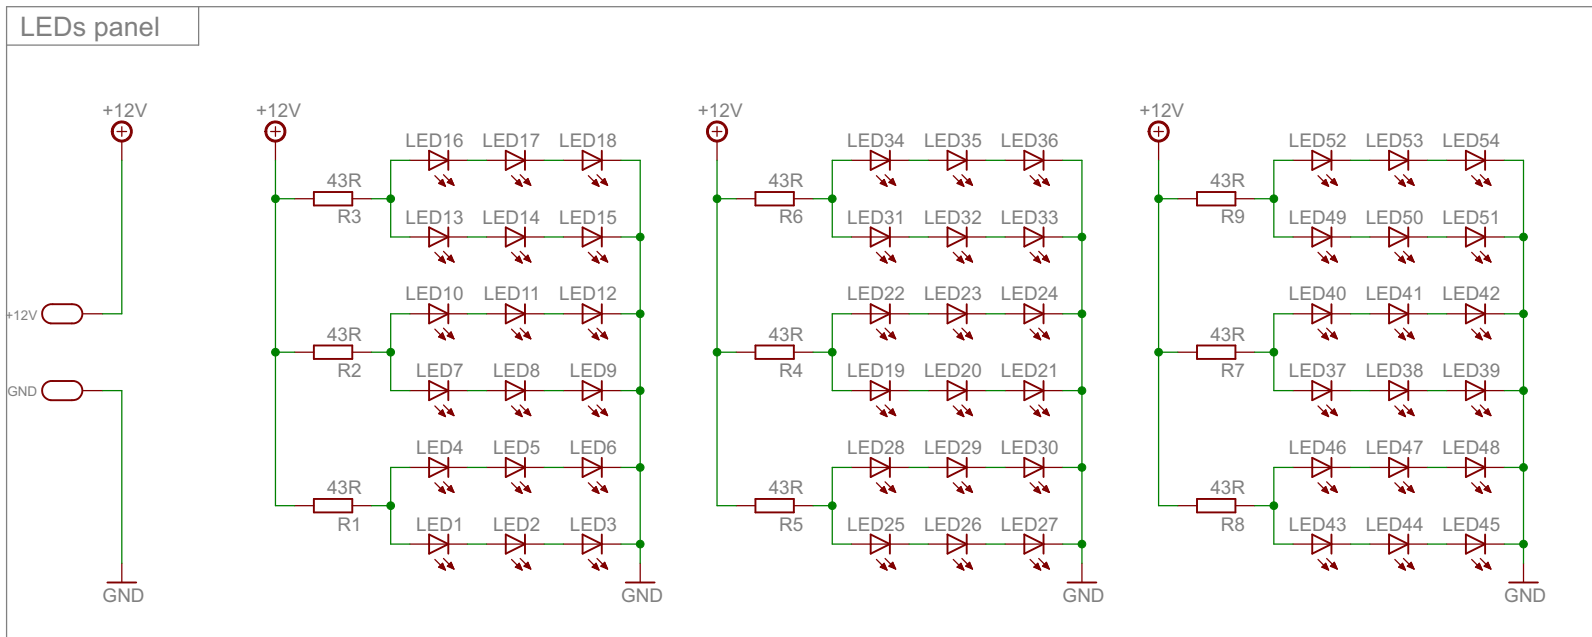 LEDs panel
+12V
+12V
+12V
+12V
LED16 LED17 LED18
LED34 LED35 LED36
LED52 LED53 LED54
43R
R3
43R
R6
43R
R9
LED13 LED14 LED15
LED31 LED32 LED33
LED49 LED50 LED51
+12V
LED10 LED11 LED12
LED22 LED23 LED24
LED40 LED41 LED42
43R
R2
43R
R4
43R
R7
GND
LED7 LED8 LED9
LED19 LED20 LED21
LED37 LED38 LED39
LED4 LED5 LED6
LED28 LED29 LED30
LED46 LED47 LED48
43R
R1
43R
R5
43R
R8
LED1 LED2 LED3
LED25 LED26 LED27
LED43 LED44 LED45
GND
GND
GND
GND